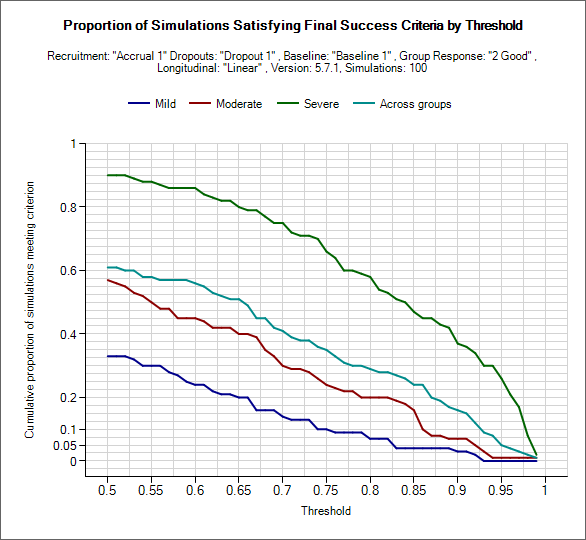 Proportion of Simulations Satisfying Final Success Criteria by Threshold
Recruitment: "Accrual 1" Dropouts: "Dropout 1" , Baseline: "Baseline 1" , Group Response: "2 Good" ,
Longitudinal: "Linear" , Version: 5.7.1, Simulations: 100
Mild Moderate Severe Across groups
Cumulative proportion of simulations meeting criterion
1
0.8
0.6
0.4
0.2
0.1
0.05
0
0.5 0.55 0.6 0.65 0.7 0.75 0.8 0.85 0.9 0.95 1
Threshold